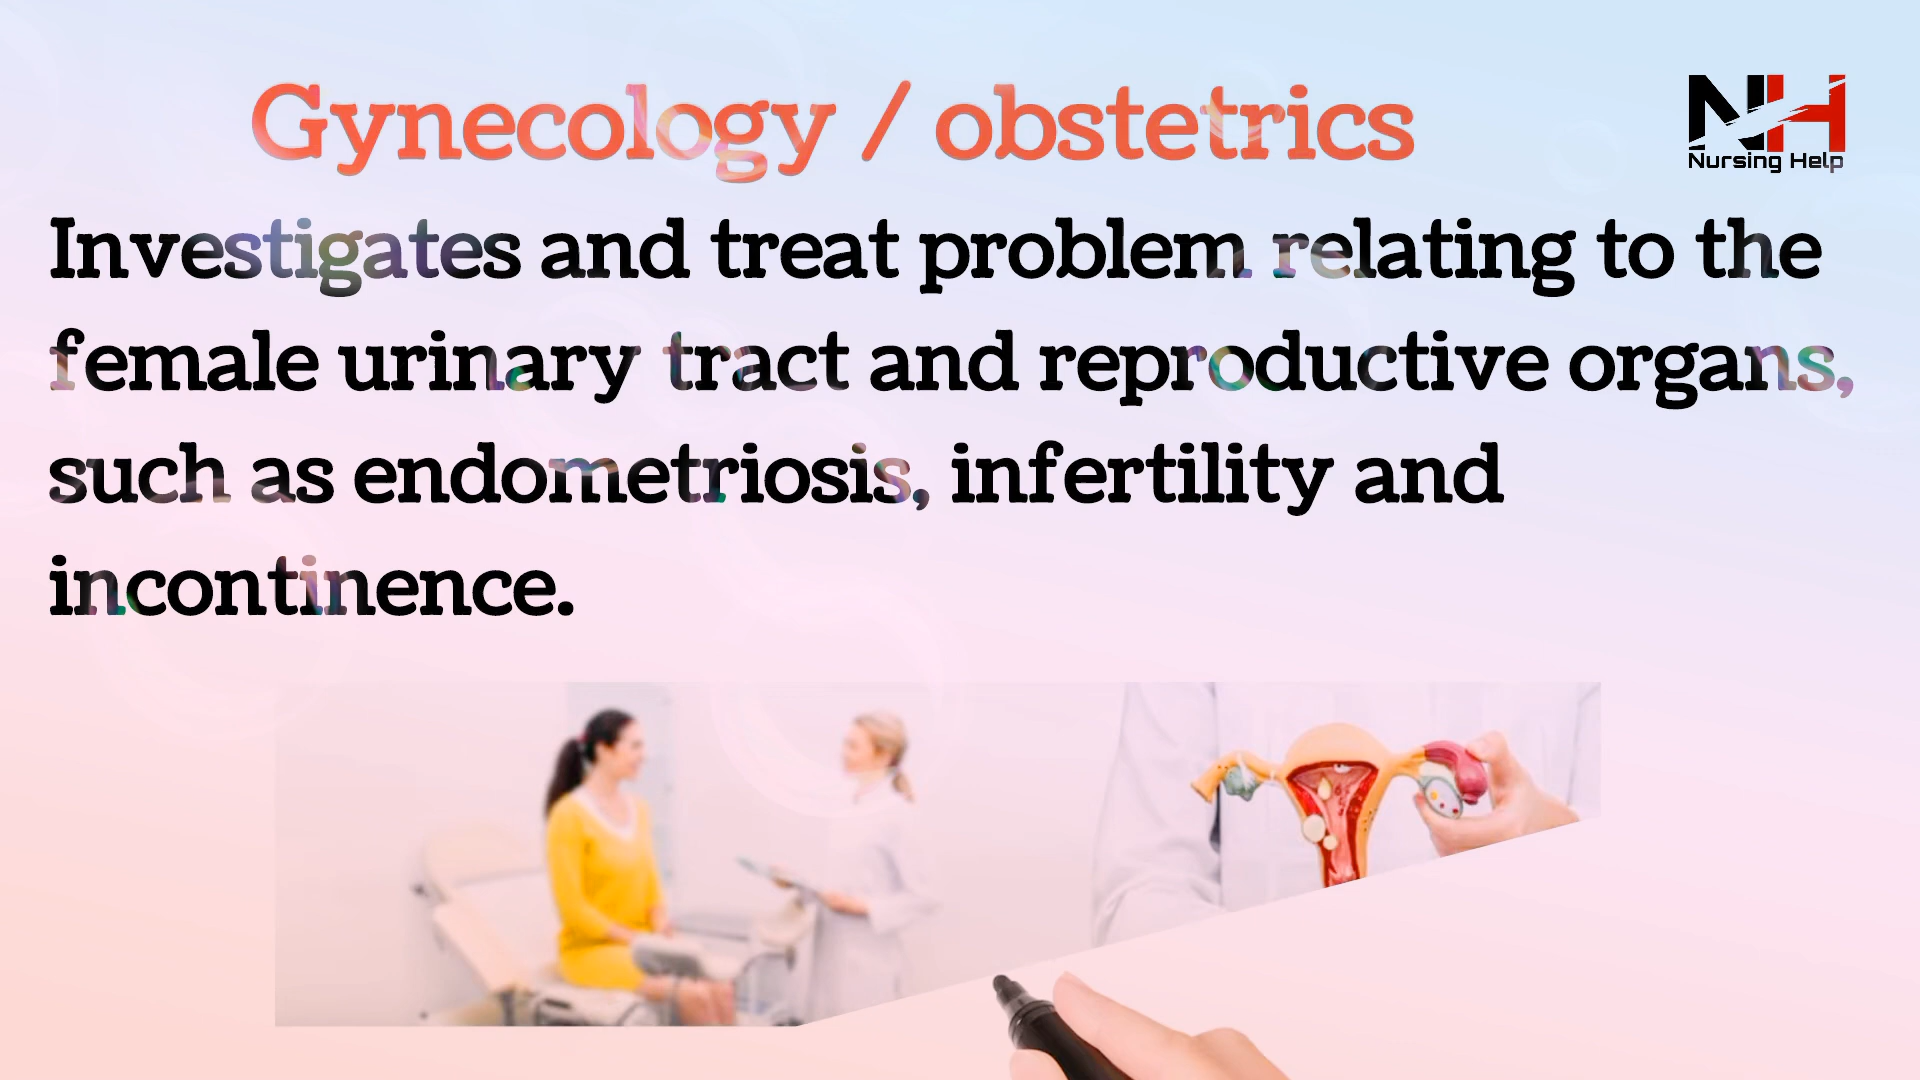 Gynecology / obstetrics
NH
Nursing Help
Investigates and treat problem relating to the
female urinary tract and reproductive organs,
such as endometriosis, infertility and
incontinence.